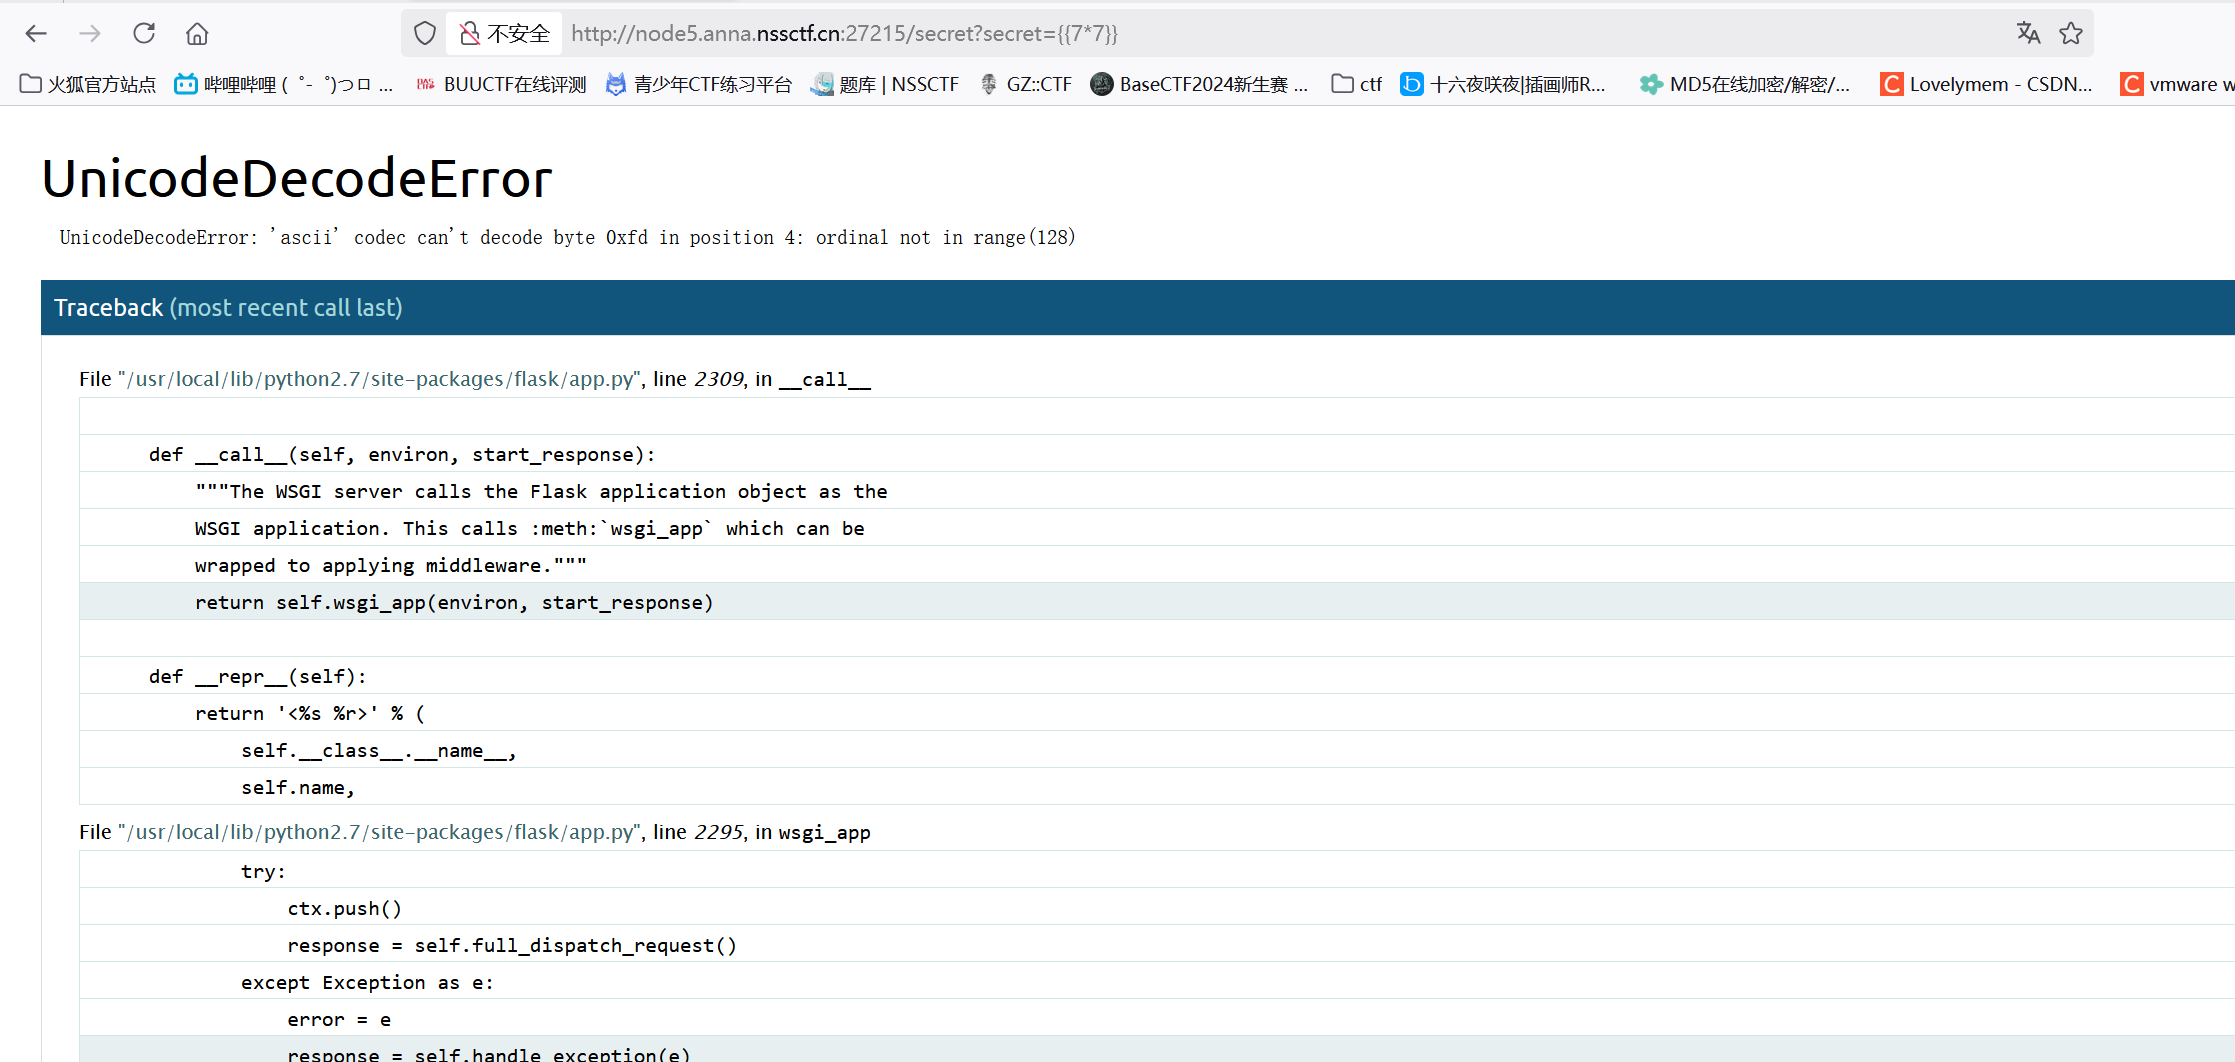 不安全 http://node5.anna.nssctf.cn:27215/secret?secret={{7*7}}
火狐官方站点 哔哩哔哩 ( ゜- ゜)つロ ... BUUCTF在线评测 青少年CTF练习平台 题库 | NSSCTF GZ::CTF BaseCTF2024新生赛 ... ctf 十六夜咲夜|插画师R... MD5在线加密/解密/... Lovelymem - CSDN... vmware w
UnicodeDecodeError
UnicodeDecodeError: 'ascii' codec can't decode byte 0xfd in position 4: ordinal not in range(128)
Traceback (most recent call last)
File "/usr/local/lib/python2.7/site-packages/flask/app.py", line 2309, in __call__
def __call__(self, environ, start_response):
"""The WSGI server calls the Flask application object as the
WSGI application. This calls :meth:`wsgi_app` which can be
wrapped to applying middleware."""
return self.wsgi_app(environ, start_response)
def __repr__(self):
return '<%s %r>' % (
self.__class__.__name__,
self.name,
File "/usr/local/lib/python2.7/site-packages/flask/app.py", line 2295, in wsgi_app
try:
ctx.push()
response = self.full_dispatch_request()
except Exception as e:
error = e
response = self.handle_exception(e)